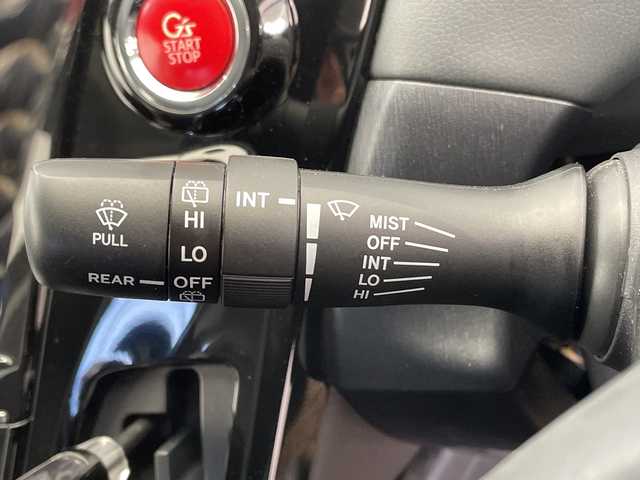 G's
START
STOP
INT
HI
LO
OFF
PULL
REAR
MIST
OFF
INT
LO
HI